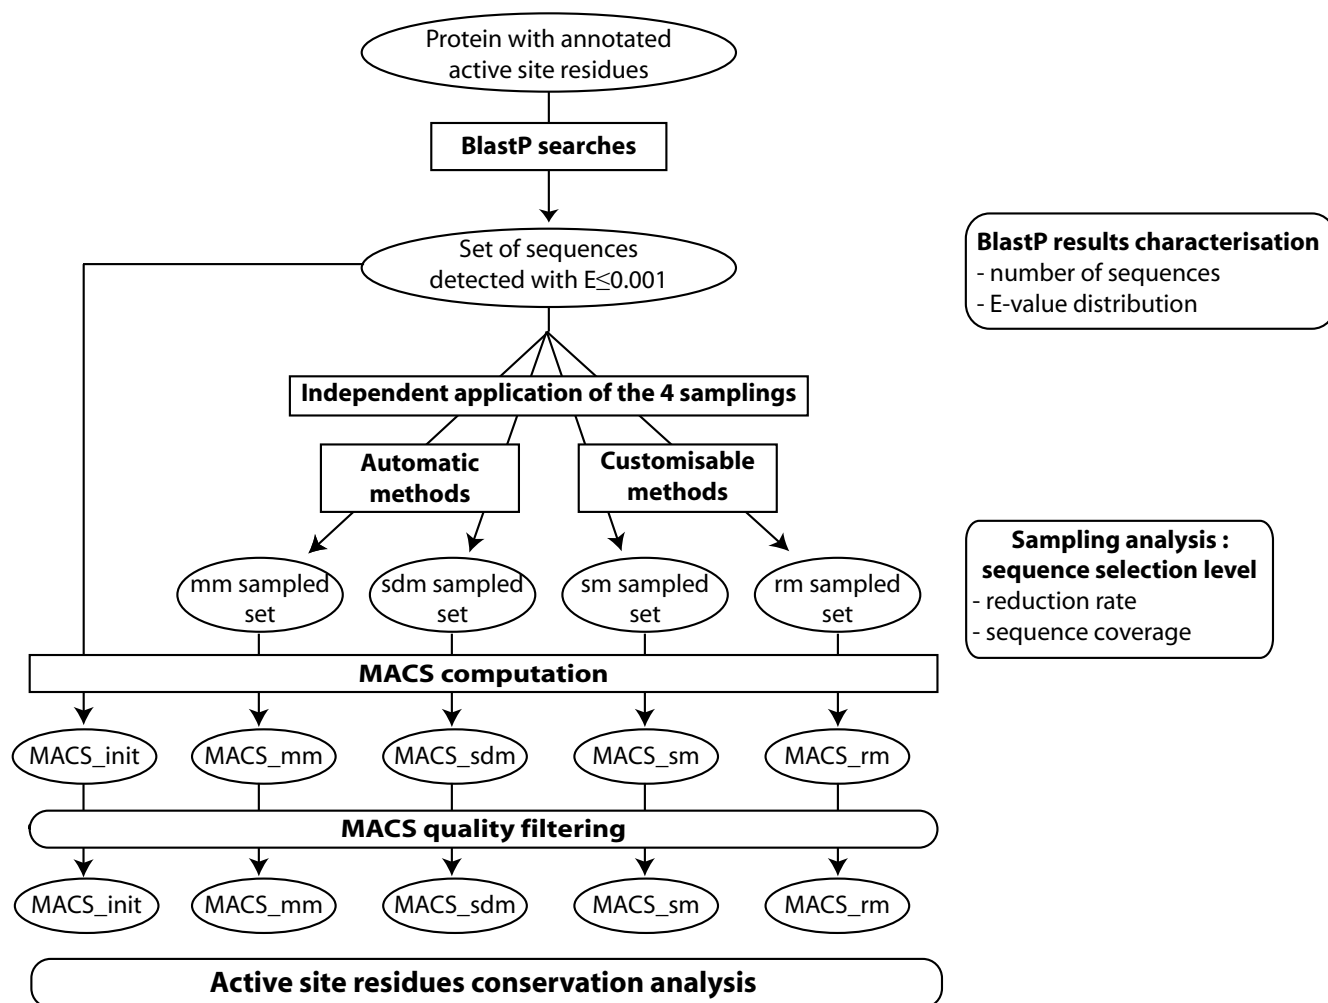 Protein with annotated
active site residues
BlastP searches
Set of sequences
detected with E≤0.001
BlastP results characterisation
- number of sequences
- E-value distribution
Independent application of the 4 samplings
Automatic
methods
Customisable
methods
mm sampled
set
sdm sampled
set
sm sampled
set
rm sampled
set
Sampling analysis :
sequence selection level
- reduction rate
- sequence coverage
MACS computation
MACS_init
MACS_mm
MACS_sdm
MACS_sm
MACS_rm
MACS quality filtering
MACS_init
MACS_mm
MACS_sdm
MACS_sm
MACS_rm
Active site residues conservation analysis